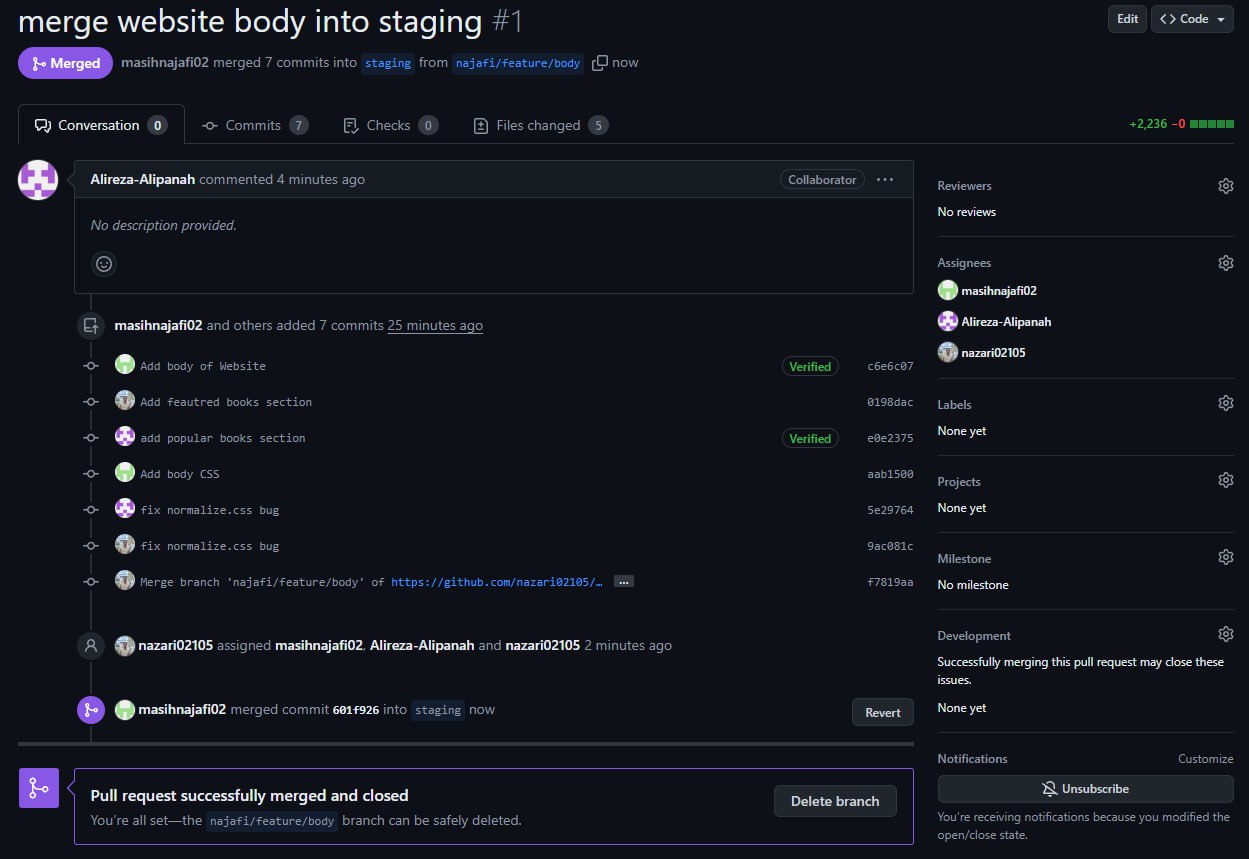 merge website body into staging #1
Edit
<> Code
Merged
masihnajafi02 merged 7 commits into staging from najafi/feature/body now
Conversation 0
Commits 7
Checks 0
Files changed 5
+2,236 −0
Alireza-Alipanah commented 4 minutes ago
Collaborator
No description provided.
masihnajafi02 and others added 7 commits 25 minutes ago
Add body of Website Verified c6e6c07
Add feautred books section 0198dac
add popular books section Verified e0e2375
Add body CSS aab1500
fix normalize.css bug 5e29764
fix normalize.css bug 9ac081c
Merge branch 'najafi/feature/body' of https://github.com/nazari02105/… ... f7819aa
nazari02105 assigned masihnajafi02, Alireza-Alipanah and nazari02105 2 minutes ago
masihnajafi02 merged commit 601f926 into staging now
Revert
Pull request successfully merged and closed
You're all set—the najafi/feature/body branch can be safely deleted.
Delete branch
Reviewers
No reviews
Assignees
masihnajafi02
Alireza-Alipanah
nazari02105
Labels
None yet
Projects
None yet
Milestone
No milestone
Development
Successfully merging this pull request may close these
issues.
None yet
Notifications
Customize
Unsubscribe
You're receiving notifications because you modified the
open/close state.